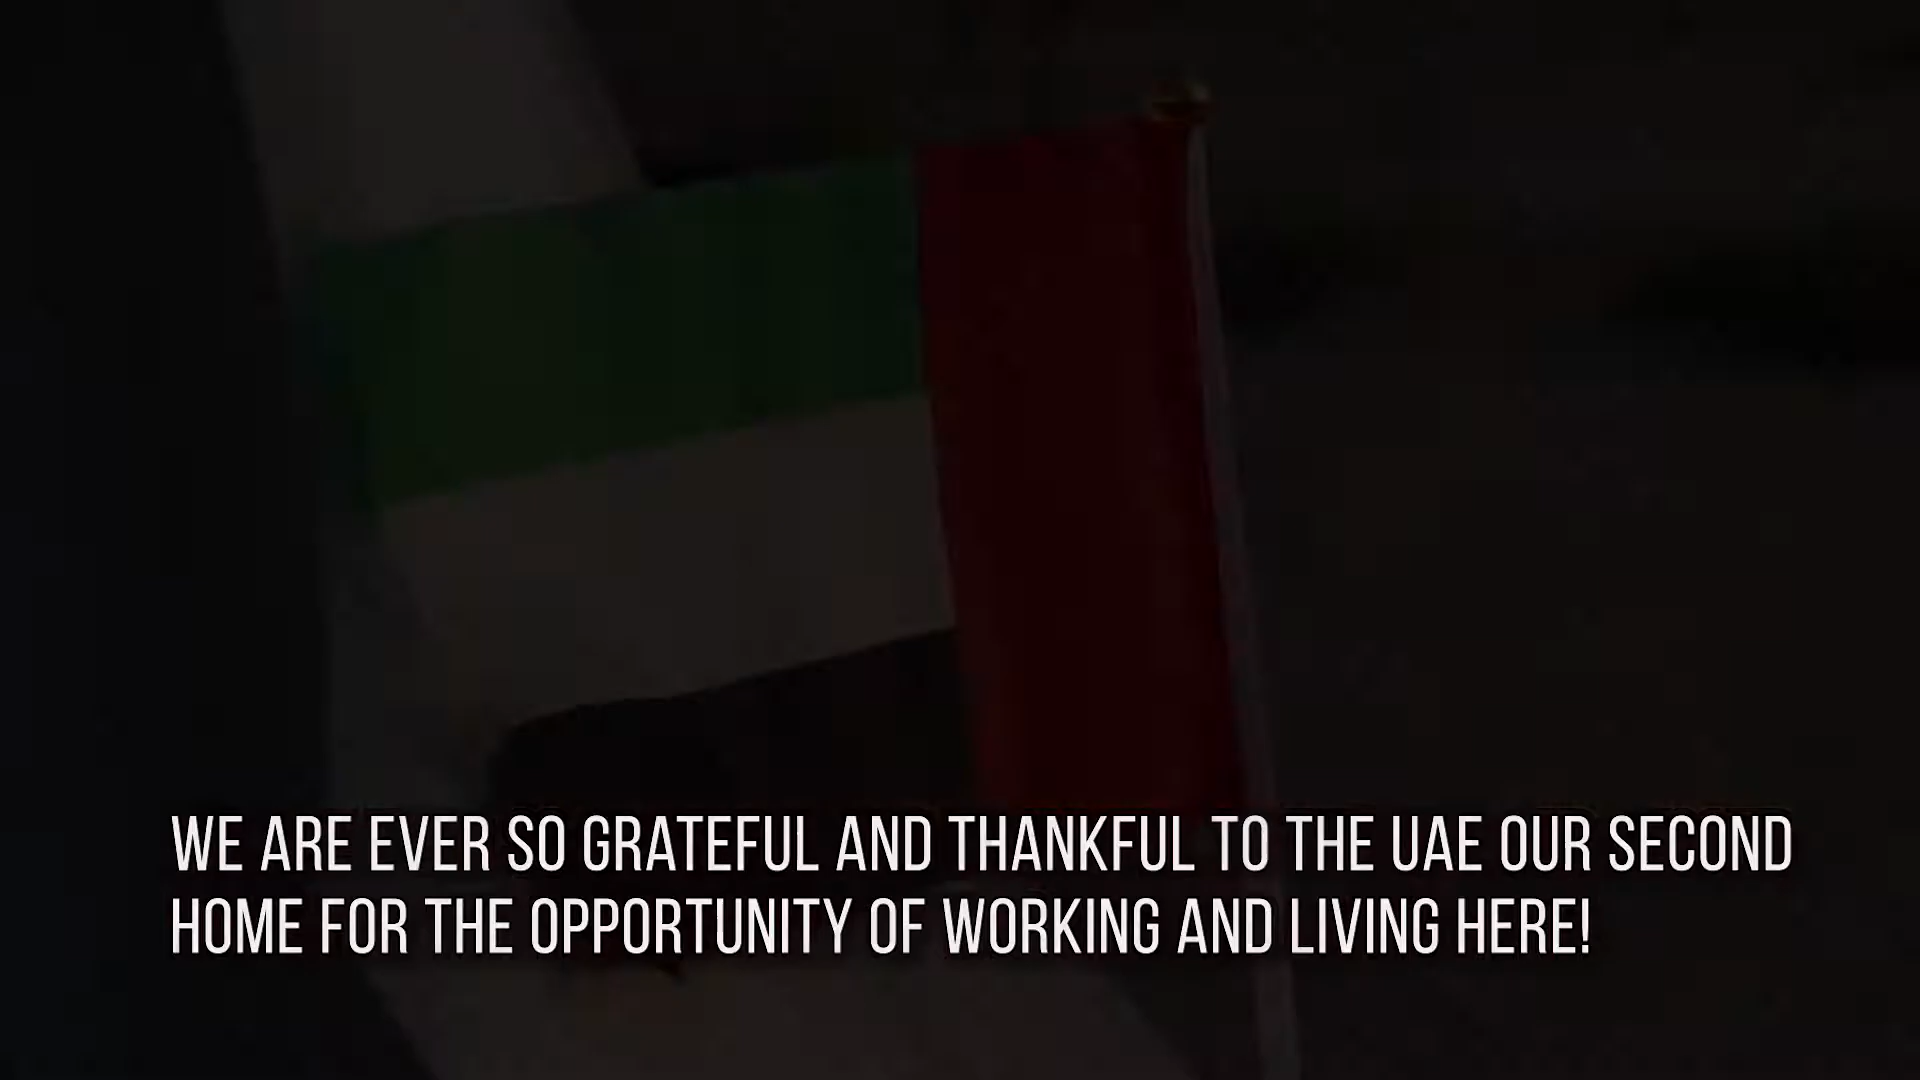 WE ARE EVER SO GRATEFUL AND THANKFUL TO THE UAE OUR SECOND
HOME FOR THE OPPORTUNITY OF WORKING AND LIVING HERE!